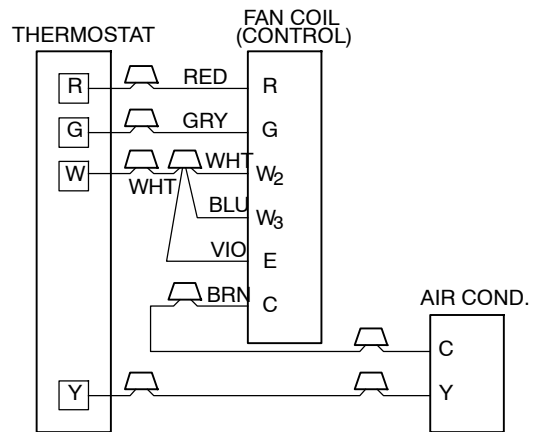 FAN COIL
(CONTROL)
THERMOSTAT
R RED R
G GRY G
W WHT WHT W2
BLU W3
VIO E
BRN C
AIR COND.
C
Y Y